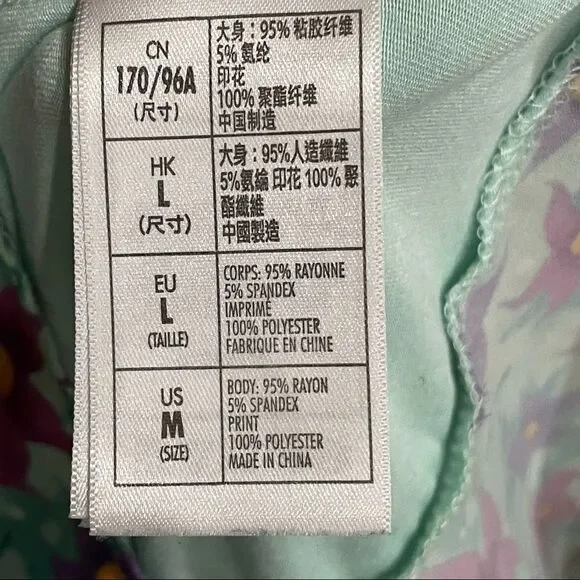 CN
170/96A
(尺寸)
大身：95% 粘胶纤维
5% 氨纶
印花
100% 聚酯纤维
中国制造
HK
L
(尺寸)
大身：95%人造纖維
5%氨綸 印花 100% 聚
酯纖維
中國製造
EU
L
(TAILLE)
CORPS: 95% RAYONNE
5% SPANDEX
IMPRIMÉ
100% POLYESTER
FABRIQUE EN CHINE
US
M
(SIZE)
BODY: 95% RAYON
5% SPANDEX
PRINT
100% POLYESTER
MADE IN CHINA